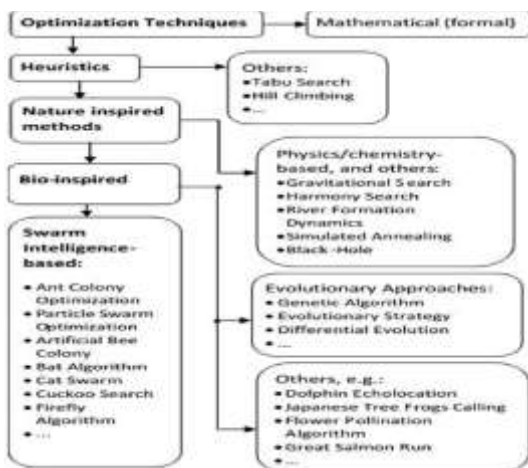 Optimization Techniques
Mathematical (formal)
Heuristics
Others:
•Tabu Search
•Hill Climbing
•...
Nature inspired
methods
Physics/chemistry-
based, and others:
•Gravitational Search
•Harmony Search
•River Formation
Dynamics
•Simulated Annealing
•Black-Hole
Bio-inspired
Swarm
Intelligence-
based:
•Ant Colony
Optimization
•Particle Swarm
Optimization
•Artificial Bee
Colony
•Bat Algorithm
•Cat Swarm
•Cuckoo Search
•Firefly
Algorithm
•...
Evolutionary Approaches:
•Genetic Algorithm
•Evolutionary Strategy
•Differential Evolution
•...
Others, e.g.:
•Dolphin Echolocation
•Japanese Tree Frogs Calling
•Flower Pollination
Algorithm
•Great Salmon Run
•...